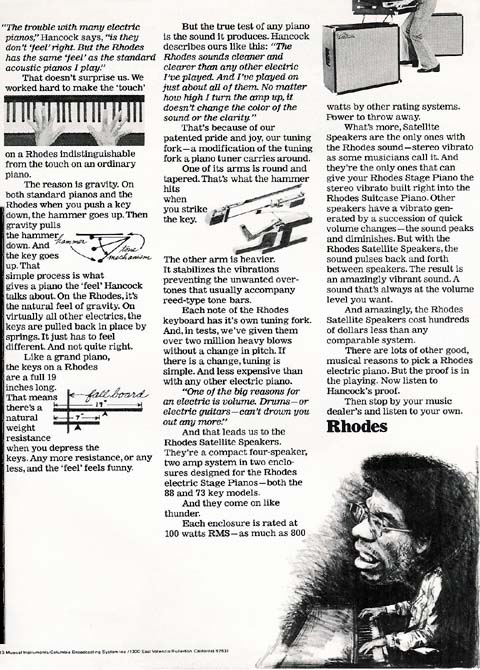 "The trouble with many electric
pianos," Hancock says, "is they
don't 'feel' right. But the Rhodes
has the same 'feel' as the standard
acoustic pianos I play."
That doesn't surprise us. We
worked hard to make the 'touch'
on a Rhodes indistinguishable
from the touch on an ordinary
piano.
The reason is gravity. On
both standard pianos and the
Rhodes when you push a key
down, the hammer goes up. Then
gravity pulls
the hammer
down. And
the key goes
up. That
hammer
tone
mechanism
simple process is what
gives a piano the 'feel' Hancock
talks about. On the Rhodes, it's
the natural feel of gravity. On
virtually all other electrics, the
keys are pulled back in place by
springs. It just has to feel
different. And not quite right.
Like a grand piano,
the keys on a Rhodes
are a full 19
inches long.
That means
there's a
natural
weight
resistance
fallboard
19"
7"
when you depress the
keys. Any more resistance, or any
less, and the 'feel' feels funny.
But the true test of any piano
is the sound it produces. Hancock
describes ours like this: "The
Rhodes sounds cleaner and
clearer than any other electric
I've played. And I've played on
just about all of them. No matter
how high I turn the amp up, it
doesn't change the color of the
sound or the clarity."
That's because of our
patented pride and joy, our tuning
fork—a modification of the tuning
fork a piano tuner carries around.
One of its arms is round and
tapered. That's what the hammer
hits
when
you strike
the key.
The other arm is heavier.
It stabilizes the vibrations
preventing the unwanted over-
tones that usually accompany
reed-type tone bars.
Each note of the Rhodes
keyboard has it's own tuning fork.
And, in tests, we've given them
over two million heavy blows
without a change in pitch. If
there is a change, tuning is
simple. And less expensive than
with any other electric piano.
"One of the big reasons for
an electric is volume. Drums—or
electric guitars—can't drown you
out any more."
And that leads us to the
Rhodes Satellite Speakers.
They're a compact four-speaker,
two amp system in two enclo-
sures designed for the Rhodes
electric Stage Pianos—both the
88 and 73 key models.
And they come on like
thunder.
Each enclosure is rated at
100 watts RMS—as much as 800
watts by other rating systems.
Power to throw away.
What's more, Satellite
Speakers are the only ones with
the Rhodes sound—stereo vibrato
as some musicians call it. And
they're the only ones that can
give your Rhodes Stage Piano the
stereo vibrato built right into the
Rhodes Suitcase Piano. Other
speakers have a vibrato gen-
erated by a succession of quick
volume changes—the sound peaks
and diminishes. But with the
Rhodes Satellite Speakers, the
sound pulses back and forth
between speakers. The result is
an amazingly vibrant sound. A
sound that's always at the volume
level you want.
And amazingly, the Rhodes
Satellite Speakers cost hundreds
of dollars less than any
comparable system.
There are lots of other good,
musical reasons to pick a Rhodes
electric piano. But the proof is in
the playing. Now listen to
Hancock's proof.
Then stop by your music
dealer's and listen to your own.
Rhodes
Musical Instruments/Columbia Broadcasting System Inc./1300 East Valencia/Fullerton California